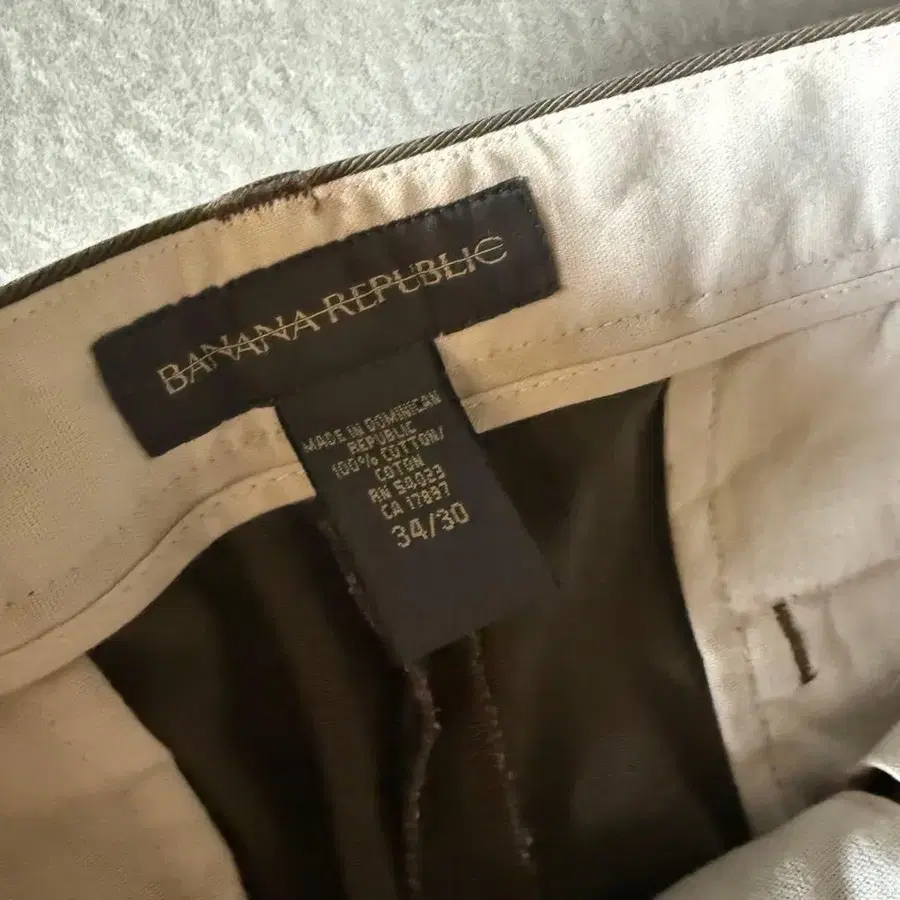 BANANA REPUBLIC
MADE IN DOMINICAN
REPUBLIC
100% COTTON/
COTON
RN 54023
CA 17897
34/30